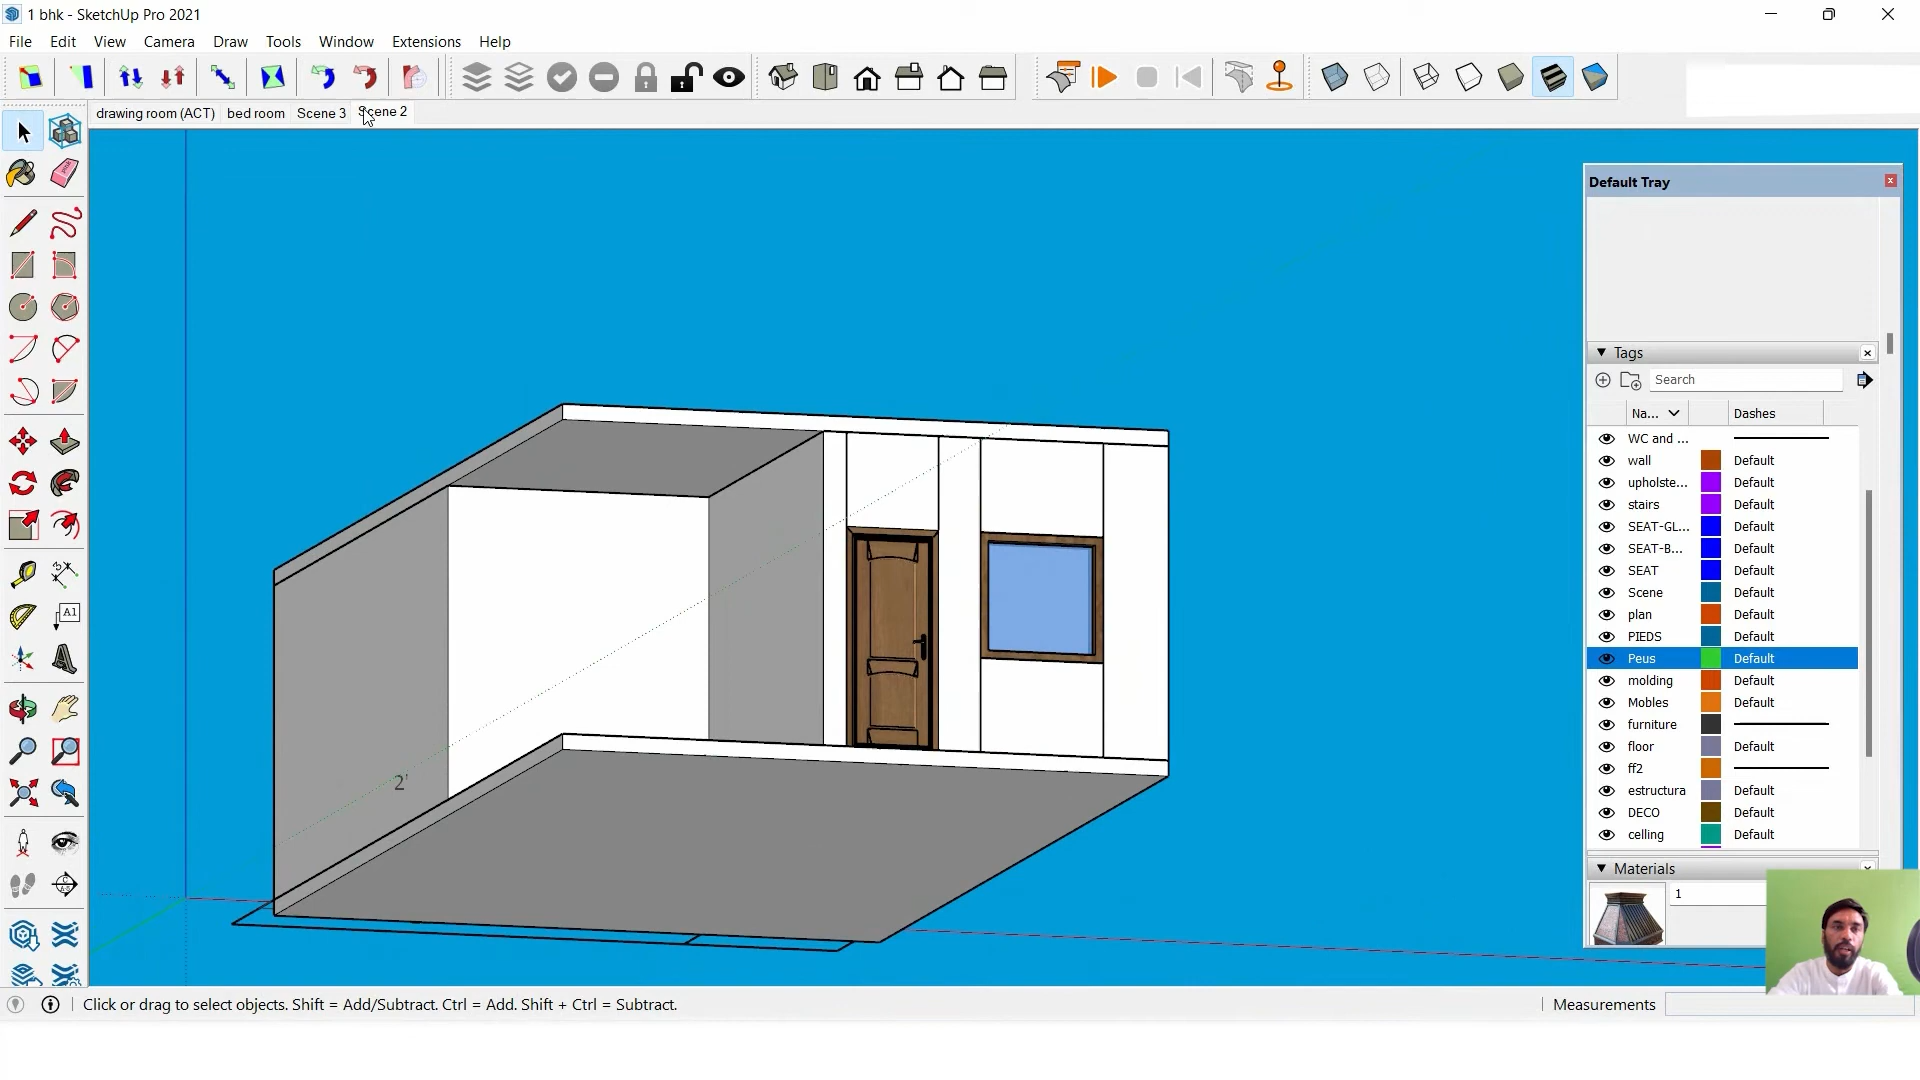 1 bhk - SketchUp Pro 2021
File Edit View Camera Draw Tools Window Extensions Help
drawing room (ACT) bed room Scene 3 Scene 2
Default Tray
Tags
Search
Na... Dashes
WC and ...
wall Default
upholste... Default
stairs Default
SEAT-GL... Default
SEAT-B... Default
SEAT Default
Scene Default
plan Default
PIEDS Default
Peus Default
molding Default
Mobles Default
furniture
floor Default
ff2
estructura Default
DECO Default
celling Default
Materials
1
A1
2'
Click or drag to select objects. Shift = Add/Subtract. Ctrl = Add. Shift + Ctrl = Subtract.
Measurements